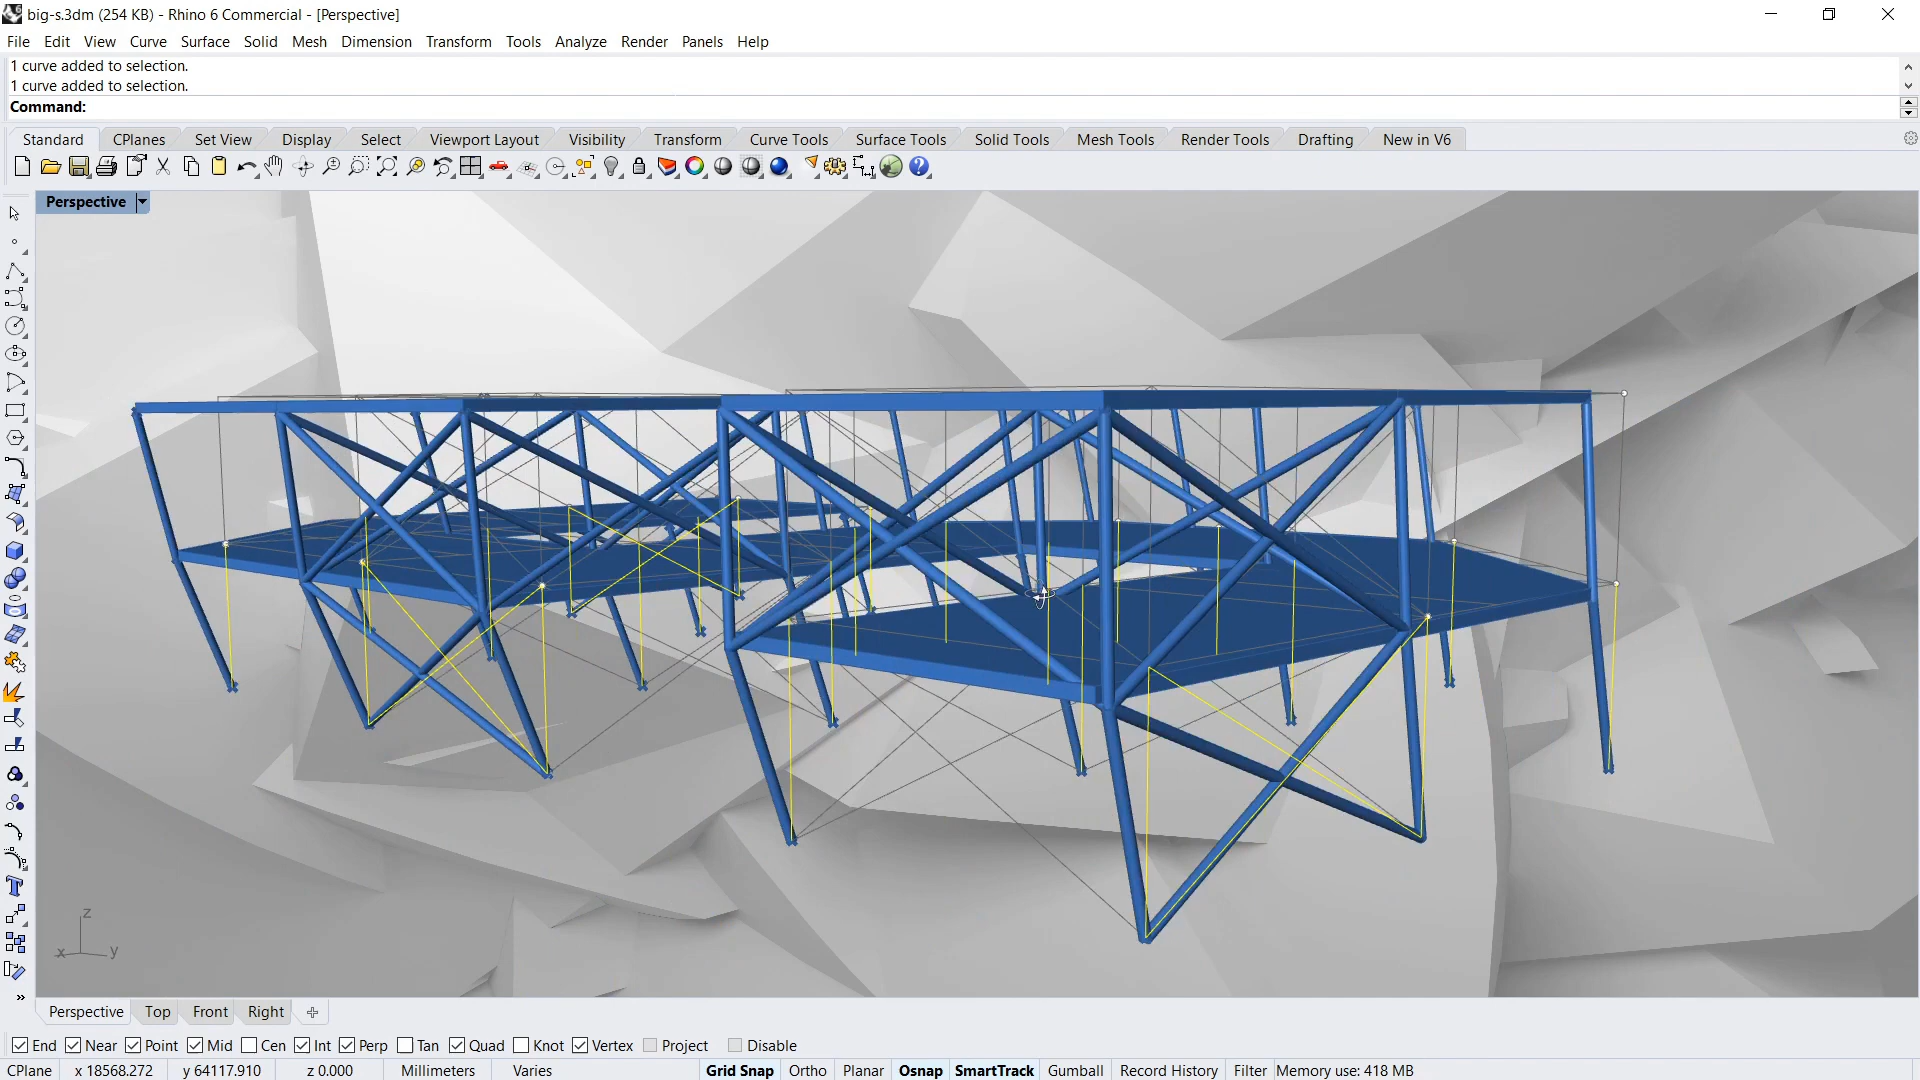 big-s.3dm (254 KB) - Rhino 6 Commercial - [Perspective]
File Edit View Curve Surface Solid Mesh Dimension Transform Tools Analyze Render Panels Help
1 curve added to selection.
1 curve added to selection.
Command:
Standard CPlanes Set View Display Select Viewport Layout Visibility Transform Curve Tools Surface Tools Solid Tools Mesh Tools Render Tools Drafting New in V6
Perspective
z
x y
Perspective Top Front Right
End Near Point Mid Cen Int Perp Tan Quad Knot Vertex Project Disable
CPlane x 18568.272 y 64117.910 z 0.000 Millimeters Varies Grid Snap Ortho Planar Osnap SmartTrack Gumball Record History Filter Memory use: 418 MB